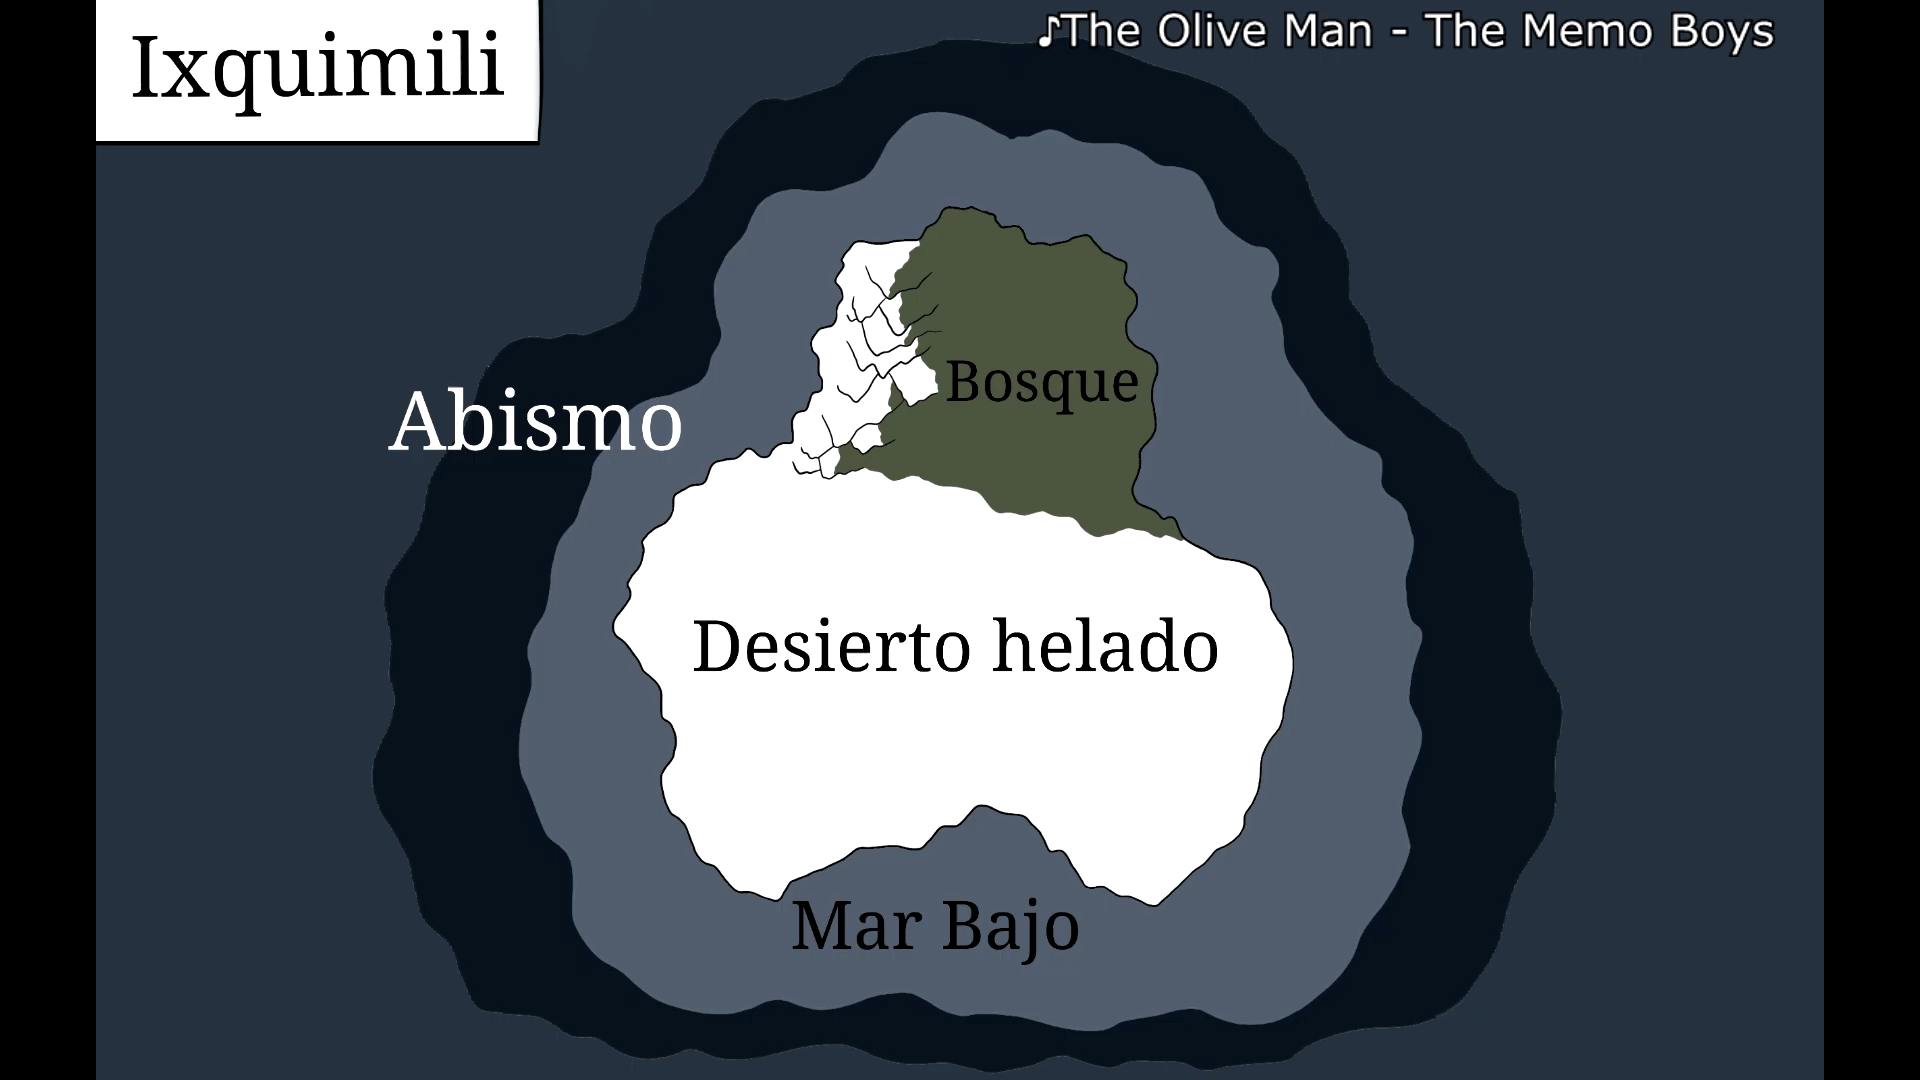 Ixquimili
♪The Olive Man - The Memo Boys
Bosque
Abismo
Desierto helado
Mar Bajo